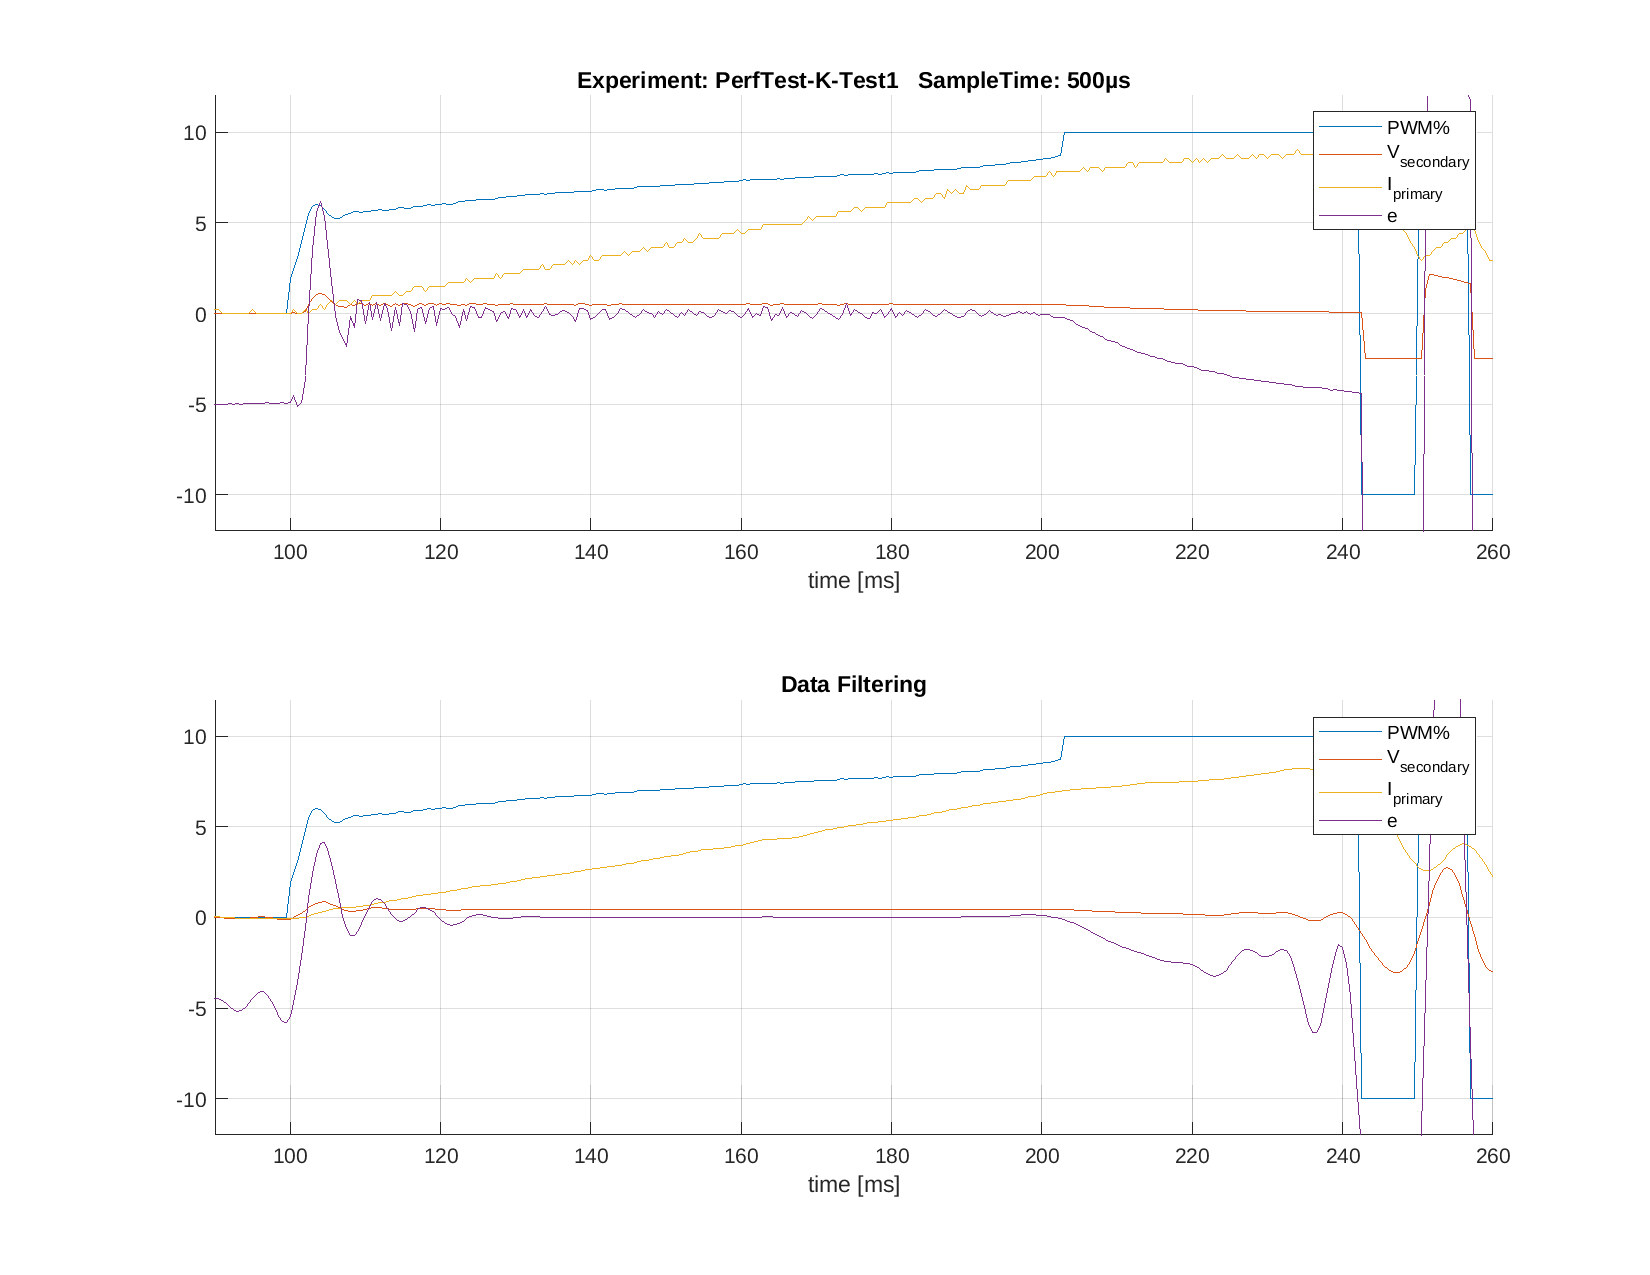 Experiment: PerfTest-K-Test1   SampleTime: 500µs
10
5
0
-5
-10
PWM%
Vsecondary
Iprimary
e
100 120 140 160 180 200 220 240 260
time [ms]
Data Filtering
10
5
0
-5
-10
PWM%
Vsecondary
Iprimary
e
100 120 140 160 180 200 220 240 260
time [ms]